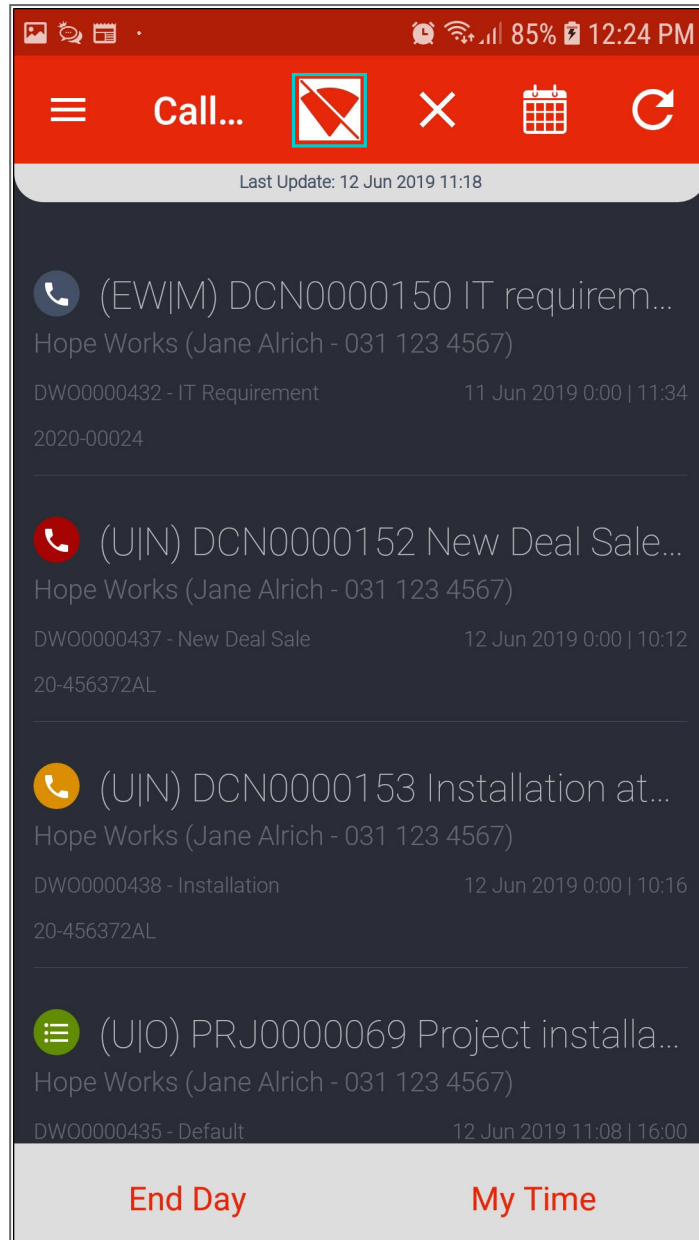 85% 12:24 PM
Call...
Last Update: 12 Jun 2019 11:18
(EW|M) DCN0000150 IT requirem...
Hope Works (Jane Alrich - 031 123 4567)
DWO0000432 - IT Requirement 11 Jun 2019 0:00 | 11:34
2020-00024
(U|N) DCN0000152 New Deal Sale...
Hope Works (Jane Alrich - 031 123 4567)
DWO0000437 - New Deal Sale 12 Jun 2019 0:00 | 10:12
20-456372AL
(U|N) DCN0000153 Installation at...
Hope Works (Jane Alrich - 031 123 4567)
DWO0000438 - Installation 12 Jun 2019 0:00 | 10:16
20-456372AL
(U|O) PRJ0000069 Project installa...
Hope Works (Jane Alrich - 031 123 4567)
DWO0000435 - Default 12 Jun 2019 11:08 | 16:00
End Day My Time